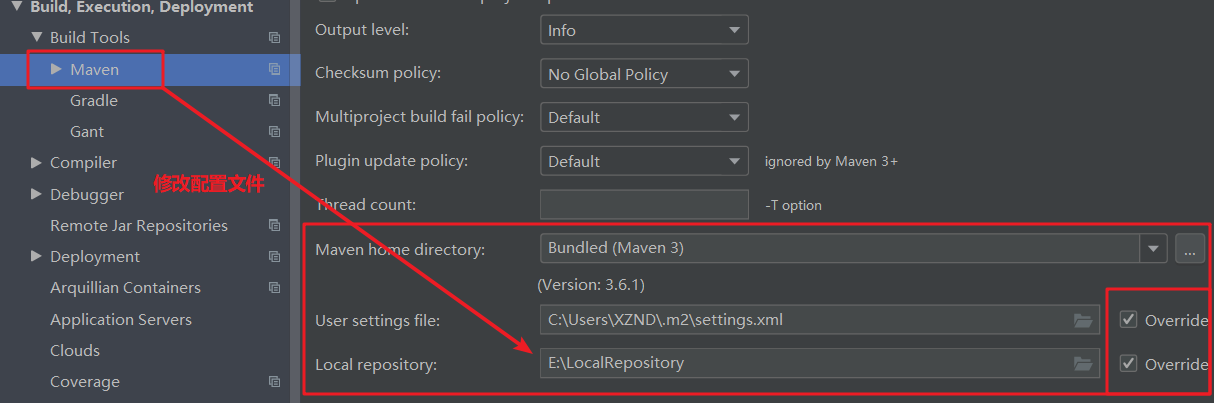 Build, Execution, Deployment
Build Tools
Maven
Gradle
Gant
Compiler
Debugger
Remote Jar Repositories
Deployment
Arquillian Containers
Application Servers
Clouds
Coverage
修改配置文件
Output level: Info
Checksum policy: No Global Policy
Multiproject build fail policy: Default
Plugin update policy: Default ignored by Maven 3+
Thread count: -T option
Maven home directory: Bundled (Maven 3) ...
(Version: 3.6.1)
User settings file: C:\Users\XZND\.m2\settings.xml Override
Local repository: E:\LocalRepository Override